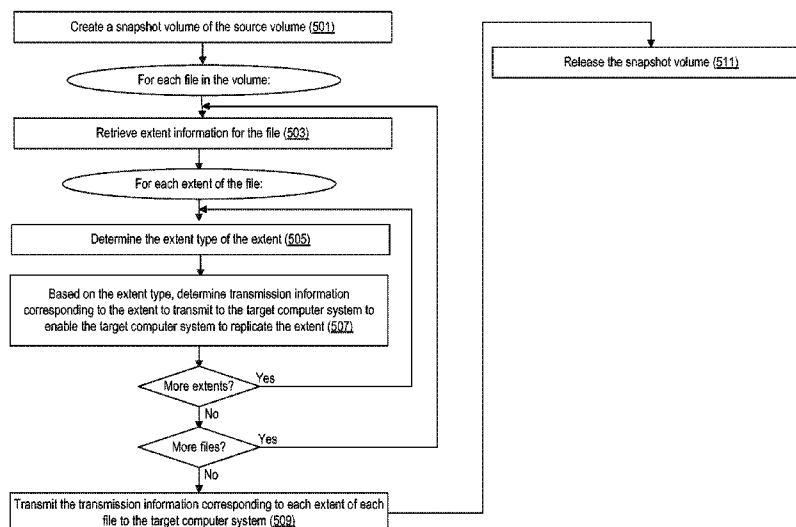 Create a snapshot volume of the source volume (501)
For each file in the volume:
Retrieve extent information for the file (503)
For each extent of the file:
Determine the extent type of the extent (505)
Based on the extent type, determine transmission information
corresponding to the extent to transmit to the target computer system to
enable the target computer system to replicate the extent (507)
More extents?
Yes
No
More files?
Yes
No
Transmit the transmission information corresponding to each extent of each
file to the target computer system (509)
Release the snapshot volume (511)